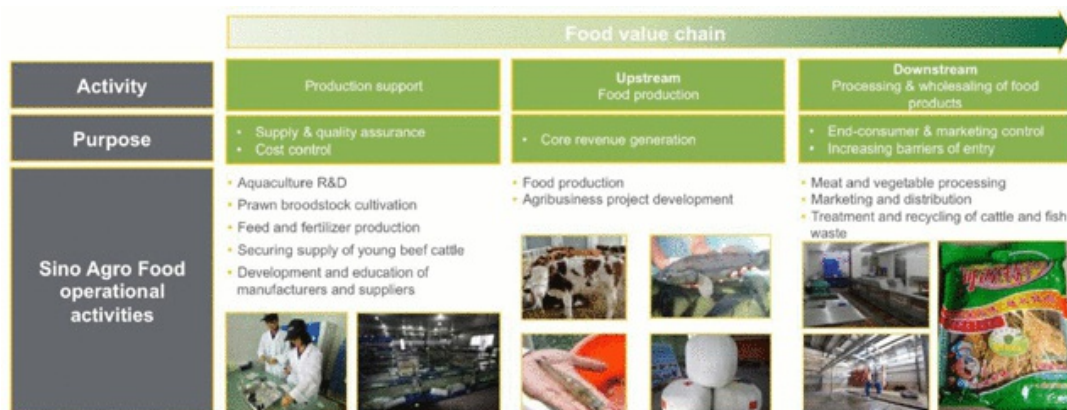 Food value chain
Activity
Production support
Upstream
Food production
Downstream
Processing & wholesaling of food
products
Purpose
• Supply & quality assurance
• Cost control
• Core revenue generation
• End-consumer & marketing control
• Increasing barriers of entry
Sino Agro Food
operational
activities
• Aquaculture R&D
• Prawn broodstock cultivation
• Feed and fertilizer production
• Securing supply of young beef cattle
• Development and education of
manufacturers and suppliers
• Food production
• Agribusiness project development
• Meat and vegetable processing
• Marketing and distribution
• Treatment and recycling of cattle and fish
waste